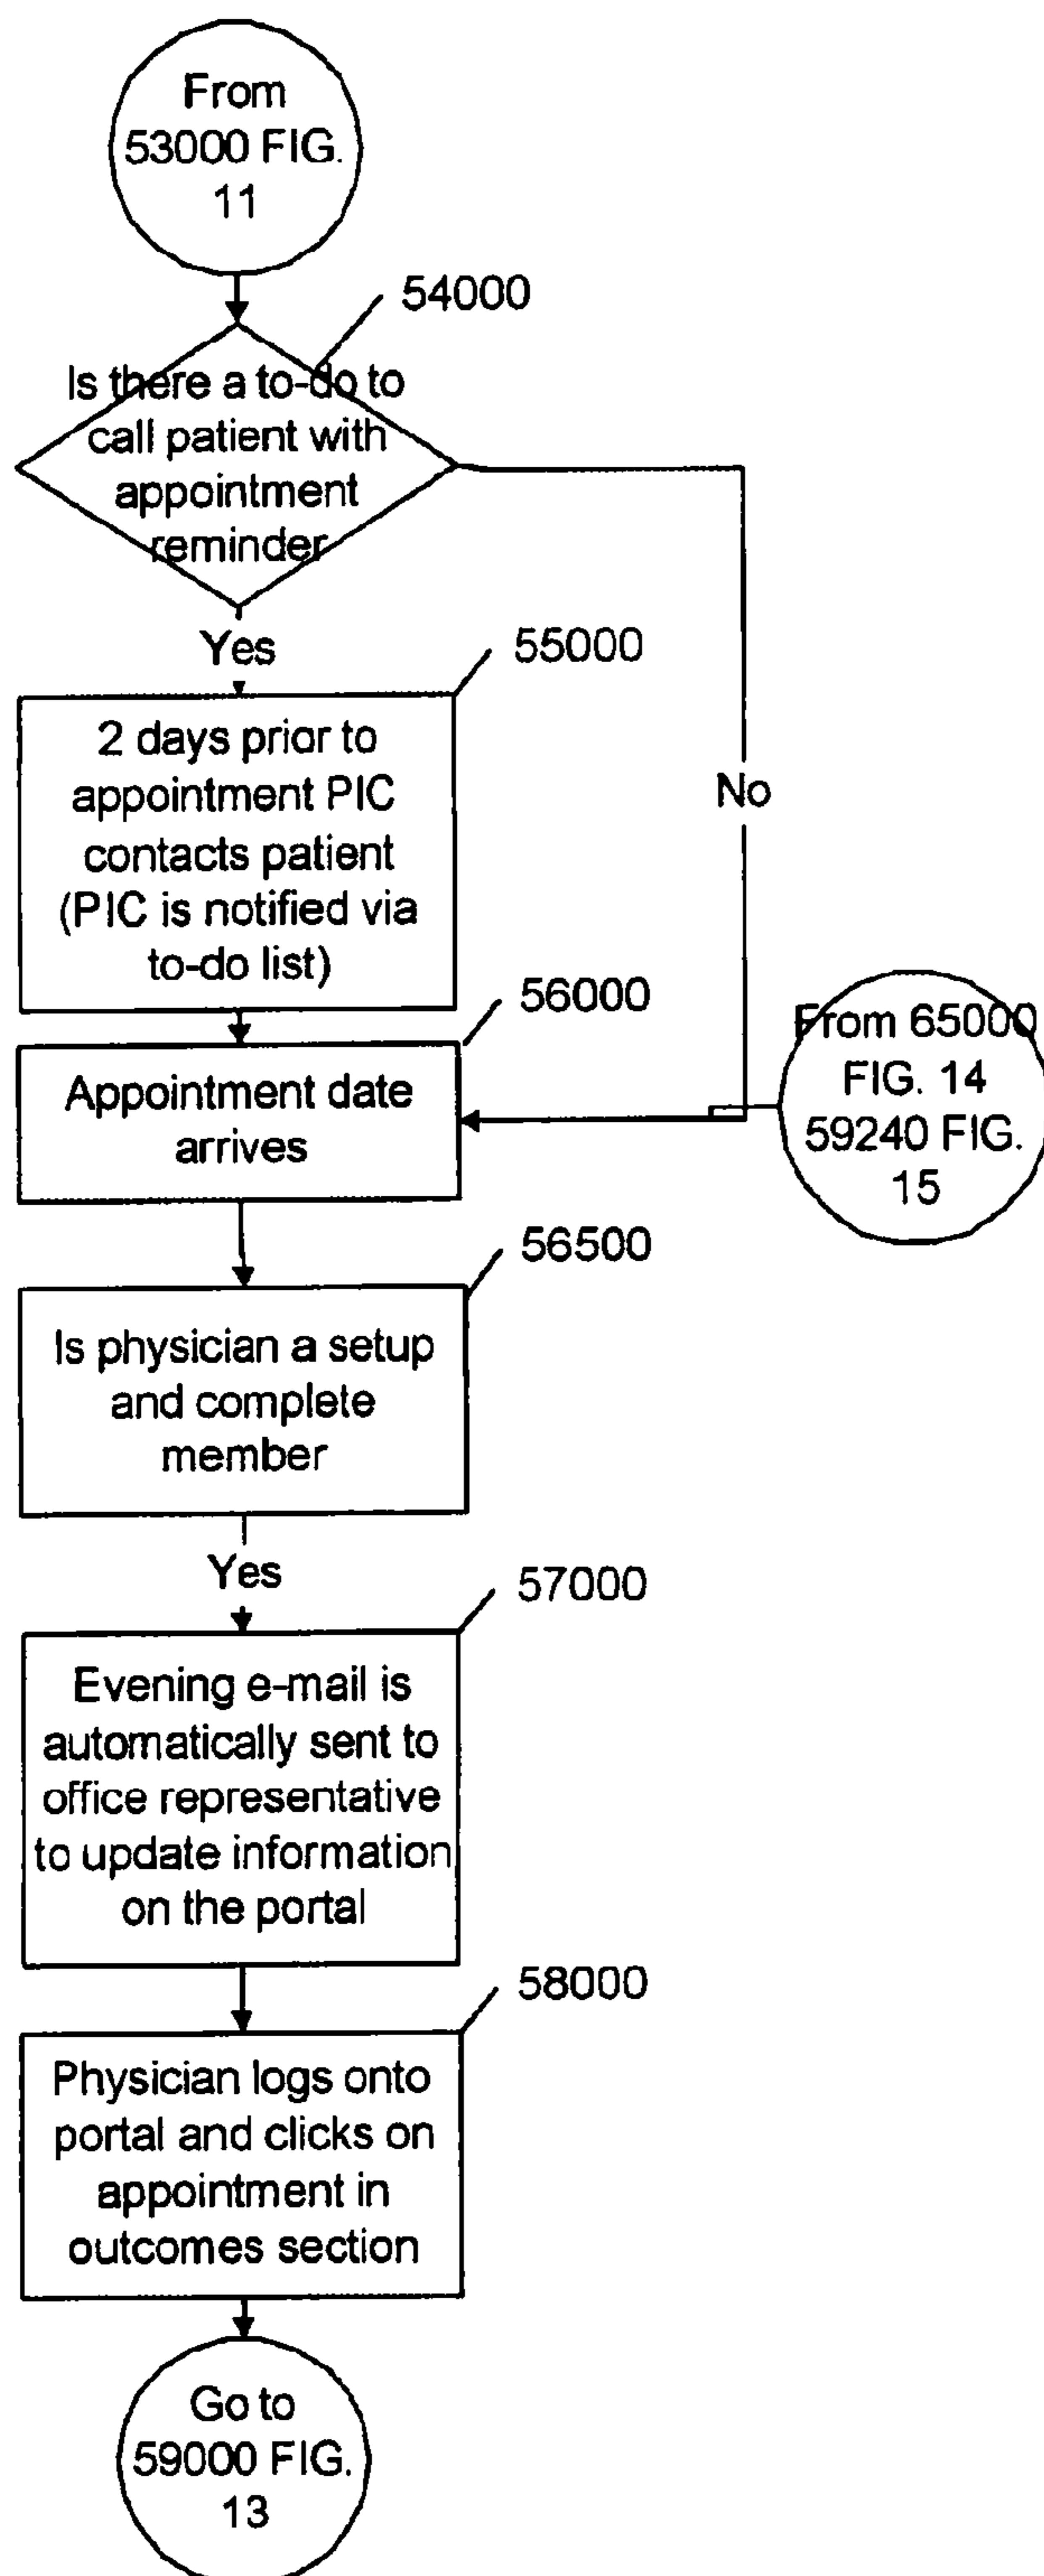 From
53000 FIG.
11
54000
Is there a to-do to
call patient with
appointment
reminder
Yes
55000
2 days prior to
appointment PIC
contacts patient
(PIC is notified via
to-do list)
No
56000
Appointment date
arrives
From 65000
FIG. 14
59240 FIG.
15
56500
Is physician a setup
and complete
member
Yes
57000
Evening e-mail is
automatically sent to
office representative
to update information
on the portal
58000
Physician logs onto
portal and clicks on
appointment in
outcomes section
Go to
59000 FIG.
13